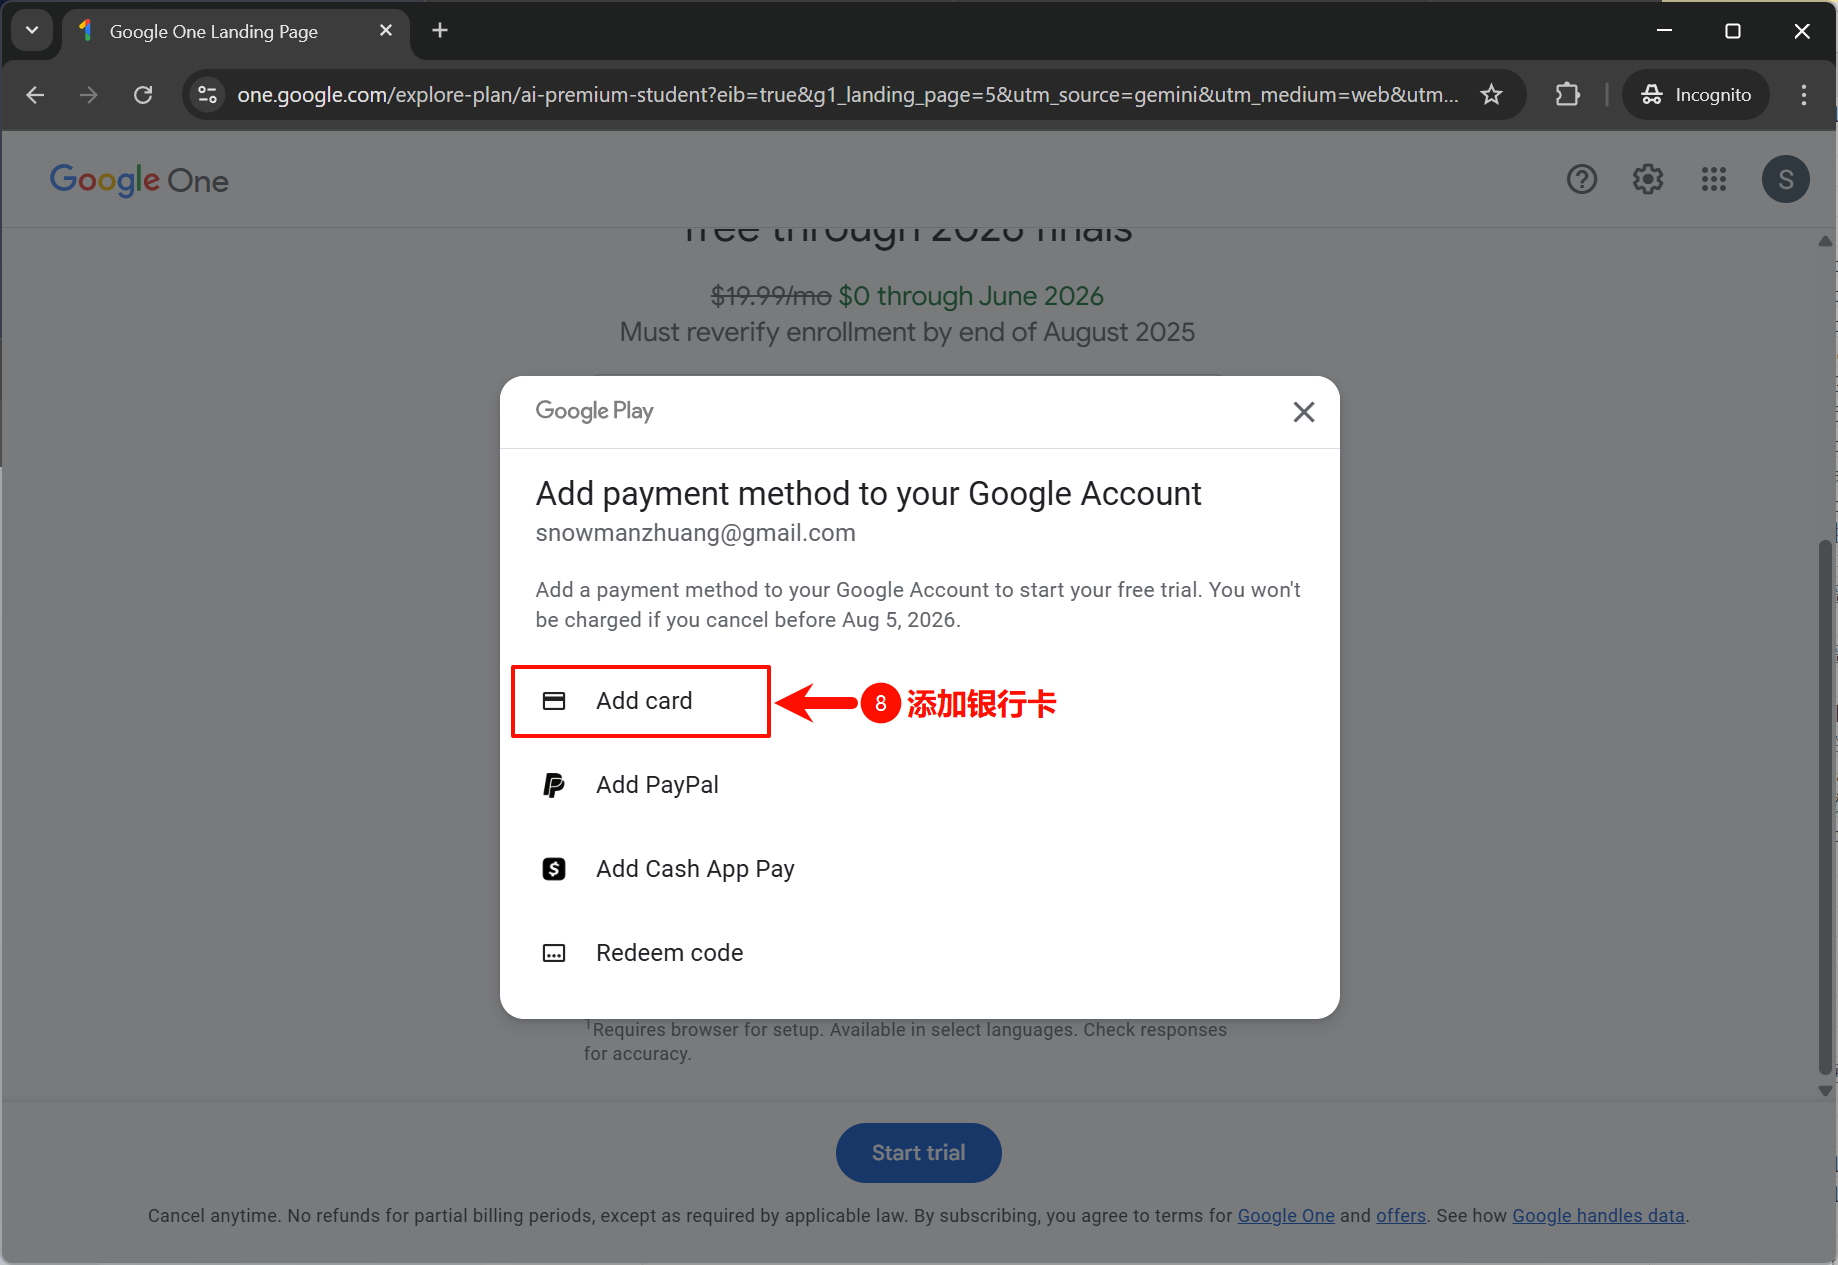 Google One Landing Page
one.google.com/explore-plan/ai-premium-student?eib=true&g1_landing_page=5&utm_source=gemini&utm_medium=web&utm...
Incognito
Google One
S
free through 2026 finals
$19.99/mo $0 through June 2026
Must reverify enrollment by end of August 2025
Google Play
Add payment method to your Google Account
snowmanzhuang@gmail.com
Add a payment method to your Google Account to start your free trial. You won't
be charged if you cancel before Aug 5, 2026.
Add card
8 添加银行卡
Add PayPal
Add Cash App Pay
Redeem code
1Requires browser for setup. Available in select languages. Check responses
for accuracy.
Start trial
Cancel anytime. No refunds for partial billing periods, except as required by applicable law. By subscribing, you agree to terms for Google One and offers. See how Google handles data.